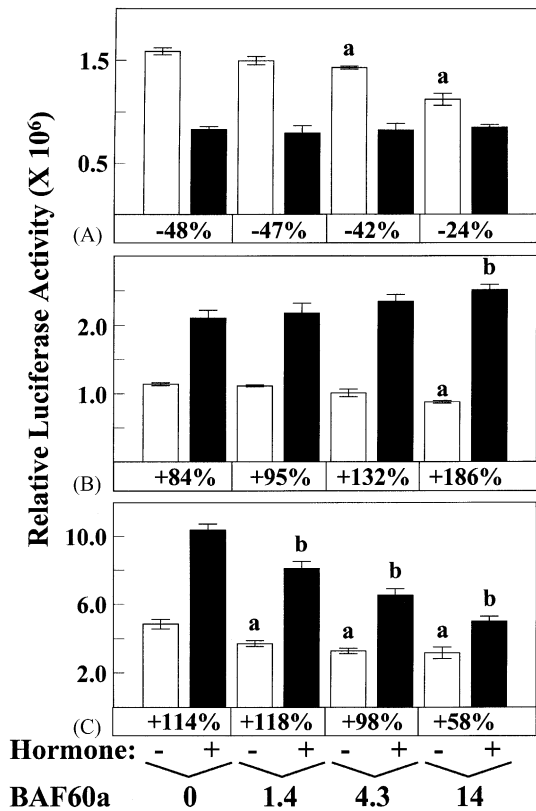 Relative Luciferase Activity (X 10⁶)
a
a
1.5
0.5
(A) -48% -47% -42% -24%
b
2.0
1.0
a
(B) +84% +95% +132% +186%
10.0
b
b
6.0
a a a b
2.0
(C) +114% +118% +98% +58%
Hormone: - + - + - + - +
BAF60a 0 1.4 4.3 14